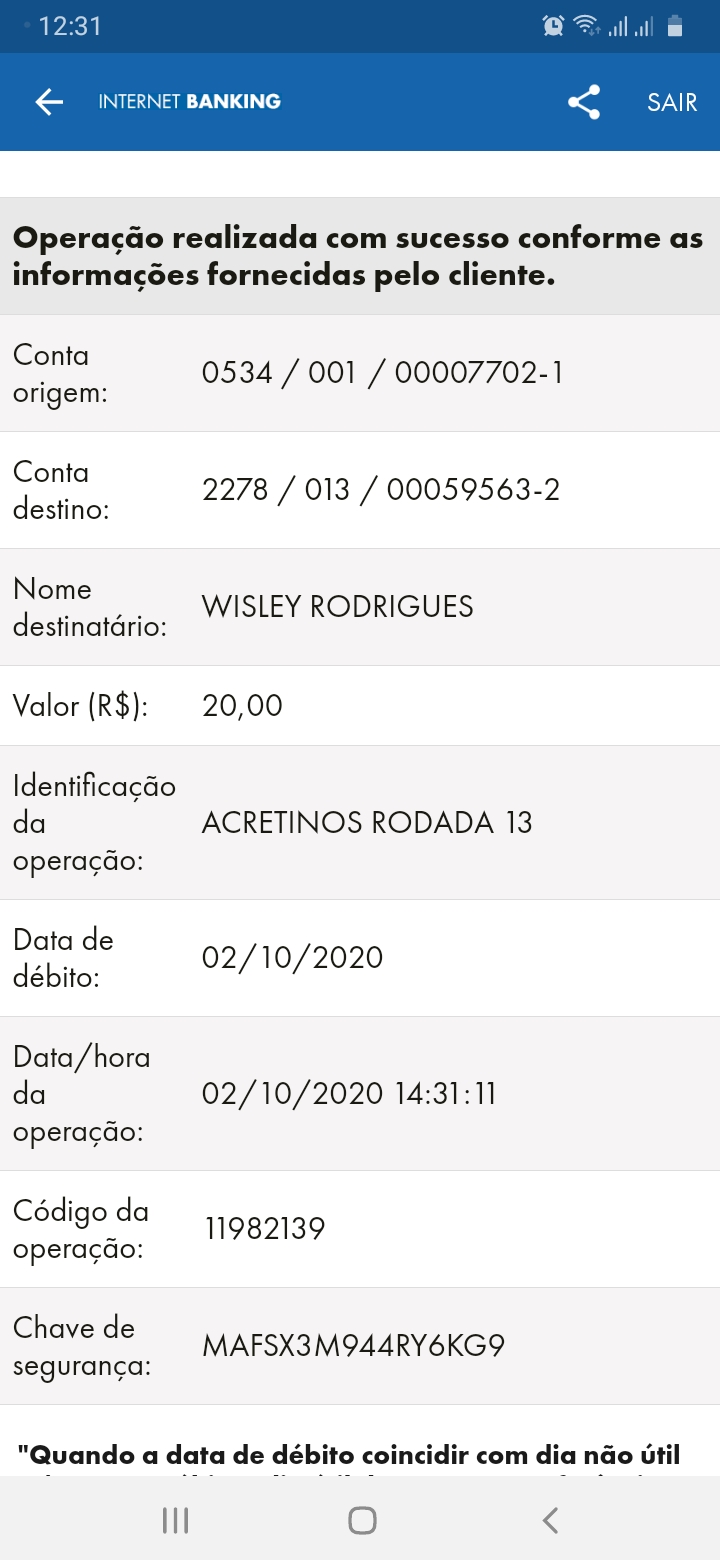 12:31
INTERNET BANKING
SAIR
Operação realizada com sucesso conforme as
informações fornecidas pelo cliente.
Conta
origem:
0534 / 001 / 00007702-1
Conta
destino:
2278 / 013 / 00059563-2
Nome
destinatário:
WISLEY RODRIGUES
Valor (R$):
20,00
Identificação
da
operação:
ACRETINOS RODADA 13
Data de
débito:
02/10/2020
Data/hora
da
operação:
02/10/2020 14:31:11
Código da
operação:
11982139
Chave de
segurança:
MAFSX3M944RY6KG9
"Quando a data de débito coincidir com dia não útil